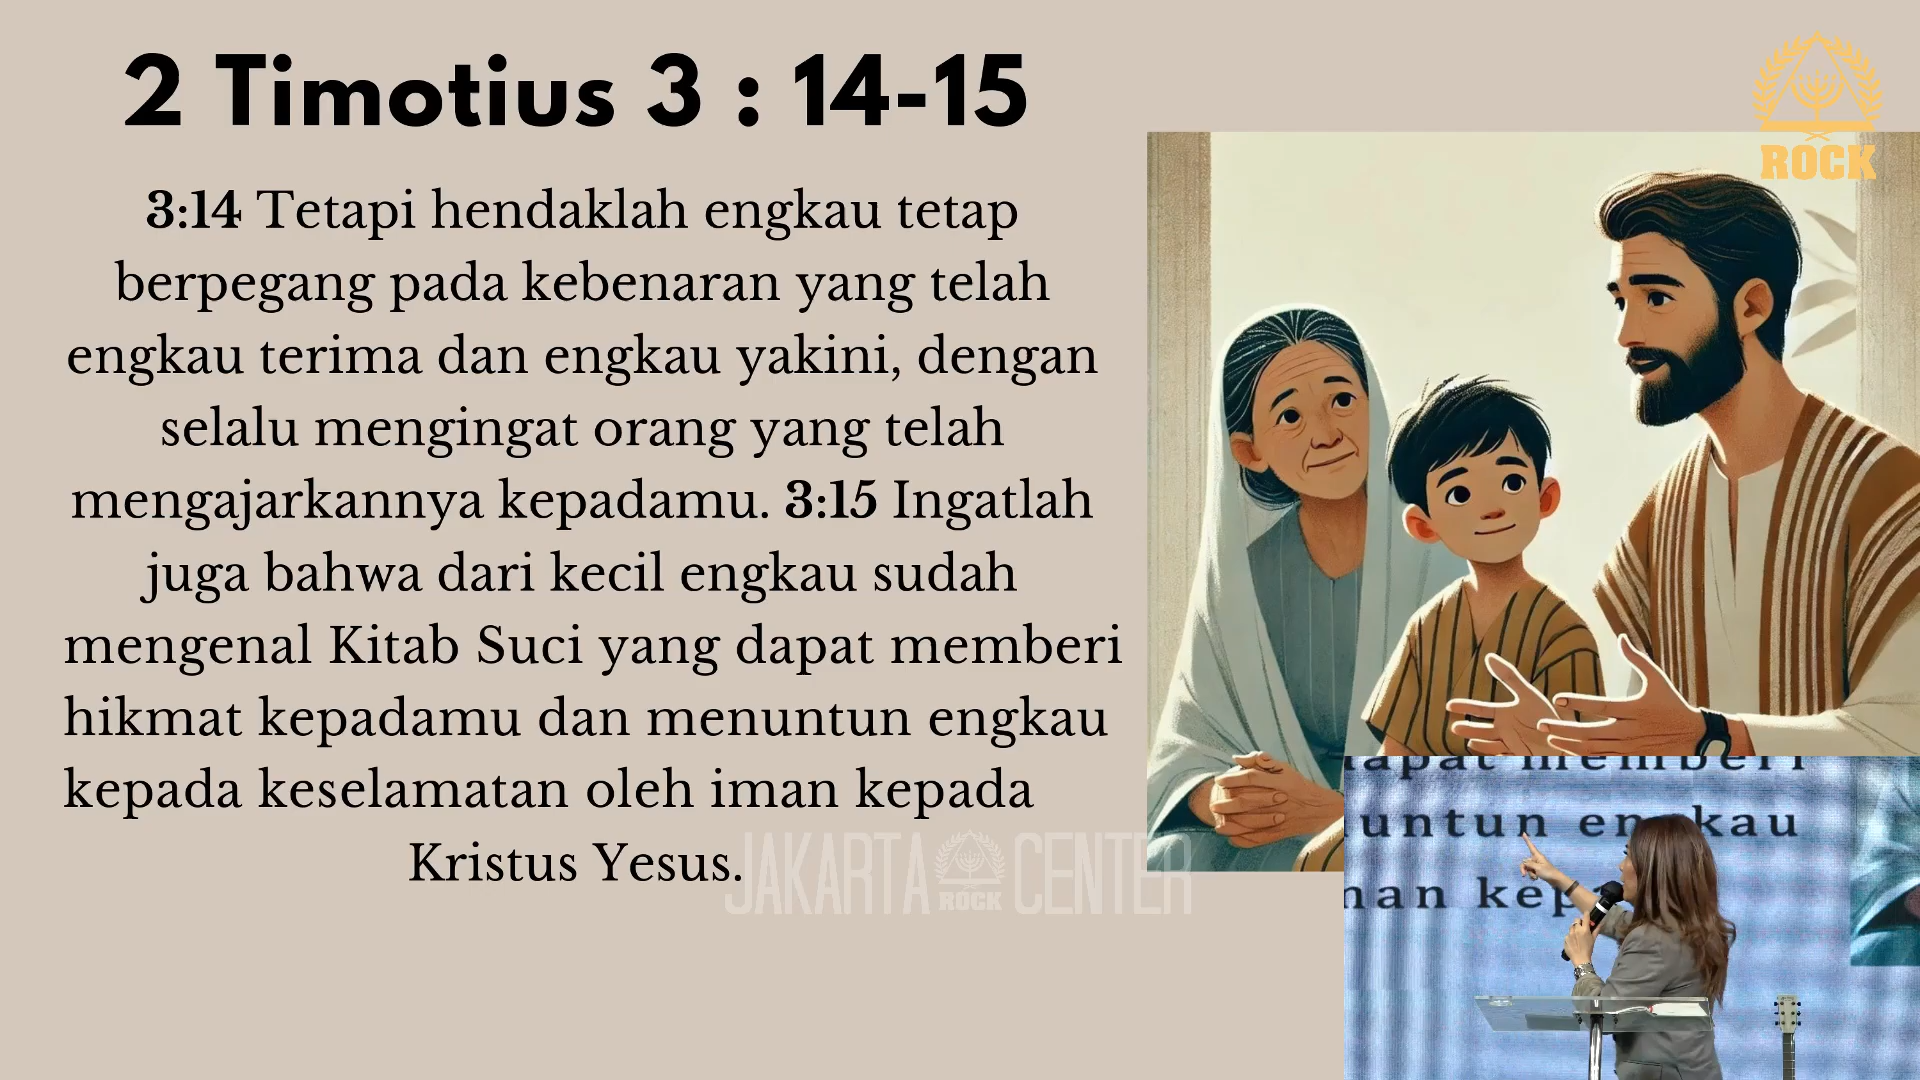 2 Timotius 3 : 14-15
3:14 Tetapi hendaklah engkau tetap
berpegang pada kebenaran yang telah
engkau terima dan engkau yakini, dengan
selalu mengingat orang yang telah
mengajarkannya kepadamu. 3:15 Ingatlah
juga bahwa dari kecil engkau sudah
mengenal Kitab Suci yang dapat memberi
hikmat kepadamu dan menuntun engkau
kepada keselamatan oleh iman kepada
Kristus Yesus.
ROCK
JAKARTA ROCK CENTER
memberi